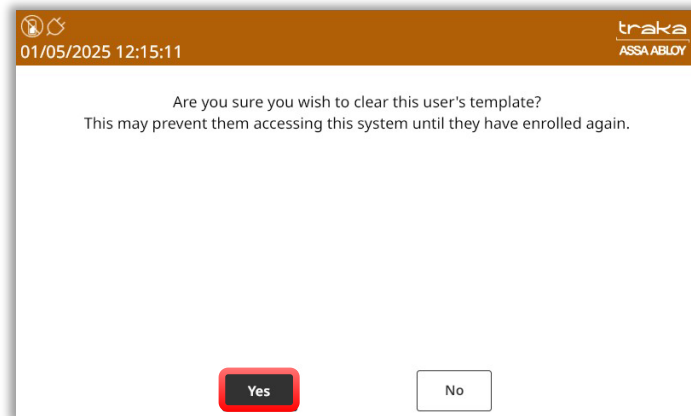 traka
01/05/2025 12:15:11
ASSA ABLOY
Are you sure you wish to clear this user's template?
This may prevent them accessing this system until they have enrolled again.
Yes
No